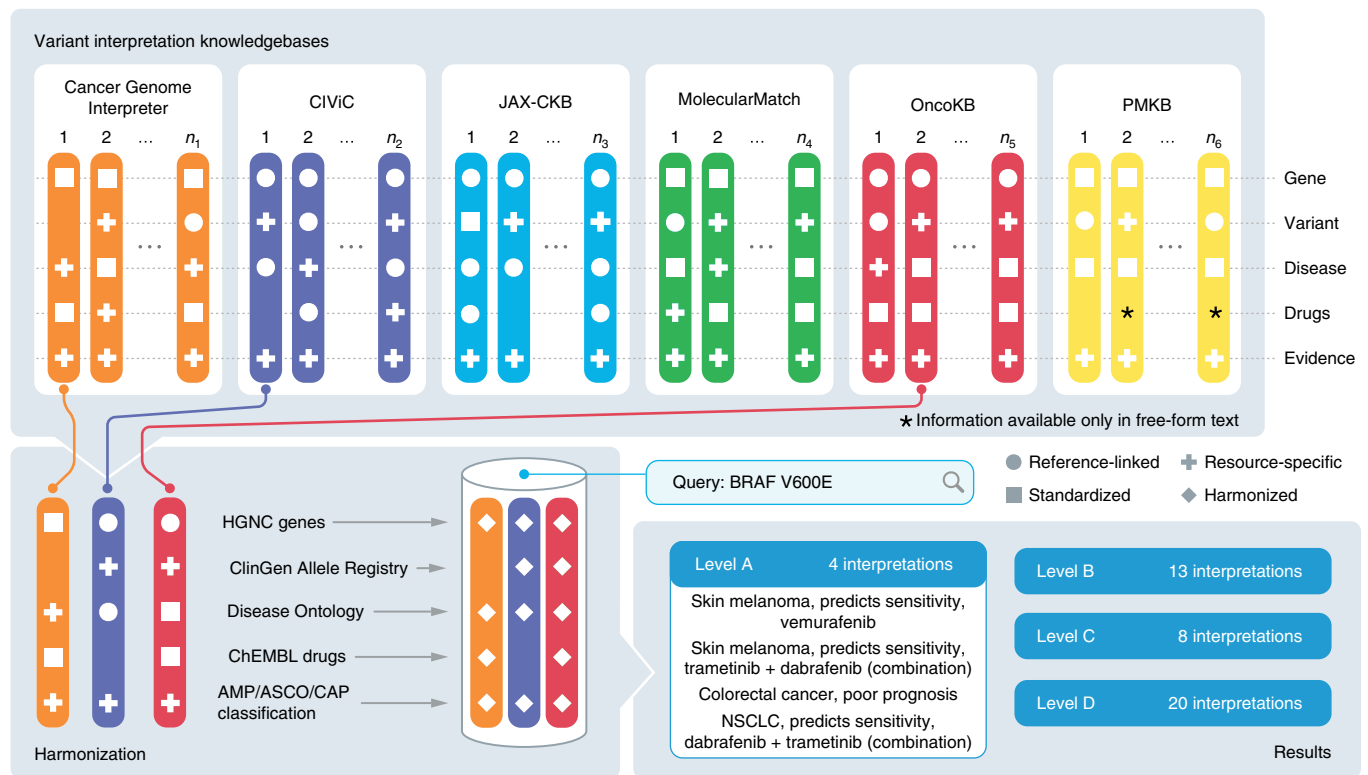 Variant interpretation knowledgebases
Cancer Genome
Interpreter
CIViC
JAX-CKB
MolecularMatch
OncoKB
PMKB
1 2 … n1
1 2 … n2
1 2 … n3
1 2 … n4
1 2 … n5
1 2 … n6
Gene
Variant
Disease
Drugs
Evidence
* Information available only in free-form text
Reference-linked
Resource-specific
Standardized
Harmonized
Query: BRAF V600E
HGNC genes
ClinGen Allele Registry
Disease Ontology
ChEMBL drugs
AMP/ASCO/CAP
classification
Harmonization
Level A 4 interpretations
Skin melanoma, predicts sensitivity,
vemurafenib
Skin melanoma, predicts sensitivity,
trametinib + dabrafenib (combination)
Colorectal cancer, poor prognosis
NSCLC, predicts sensitivity,
dabrafenib + trametinib (combination)
Level B 13 interpretations
Level C 8 interpretations
Level D 20 interpretations
Results